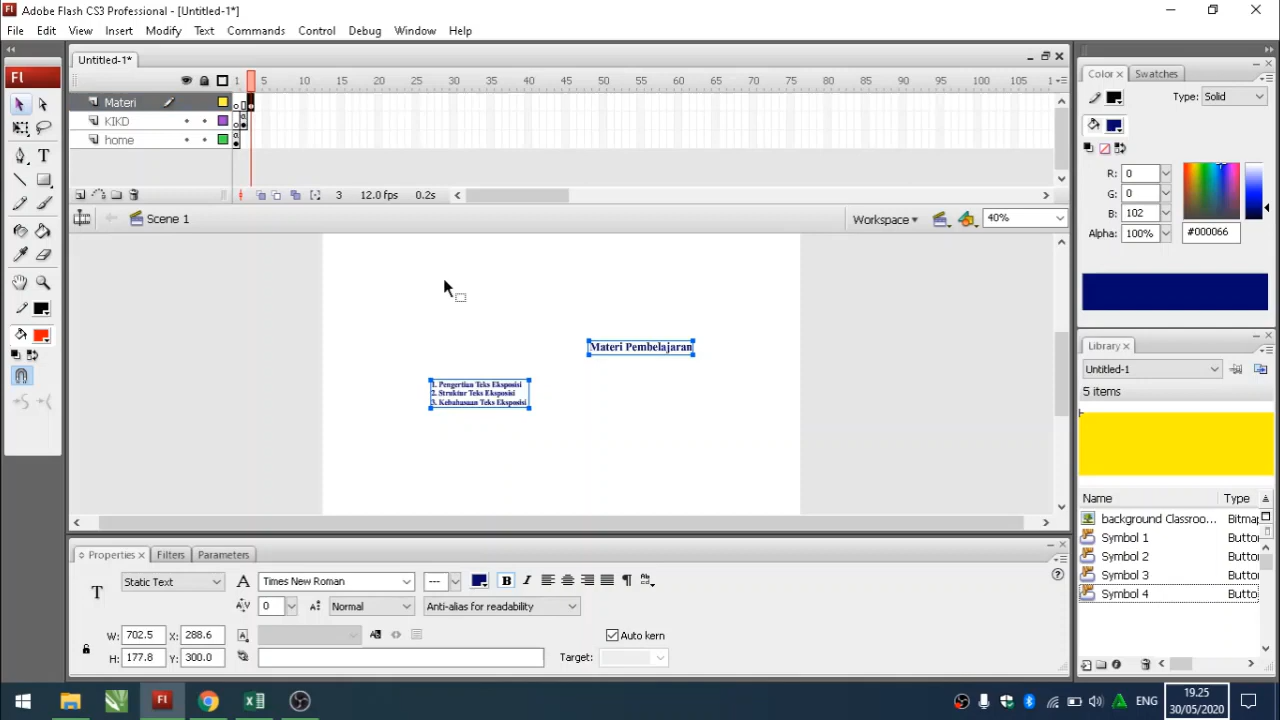 Adobe Flash CS3 Professional - [Untitled-1*]
File Edit View Insert Modify Text Commands Control Debug Window Help
Untitled-1*
Fl
1 5 10 15 20 25 30 35 40 45 50 55 60 65 70 75 80 85 90 95 100 105 1
Materi
KIKD
home
3 12.0 fps 0.2s
Scene 1
Workspace
40%
Materi Pembelajaran
1. Pengertian Teks Eksposisi
2. Struktur Teks Eksposisi
3. Kebahasaan Teks Eksposisi
Color Swatches
Type: Solid
R: 0
G: 0
B: 102
Alpha: 100% #000066
Library
Untitled-1
5 items
Name Type
background Classroo... Bitmap
Symbol 1 Button
Symbol 2 Button
Symbol 3 Button
Symbol 4 Butto
Properties Filters Parameters
T Static Text A Times New Roman --- B I
A/V 0 Normal Anti-alias for readability
W: 702.5 X: 288.6 Auto kern
H: 177.8 Y: 300.0 Target:
Fl
ENG
19.25
30/05/2020